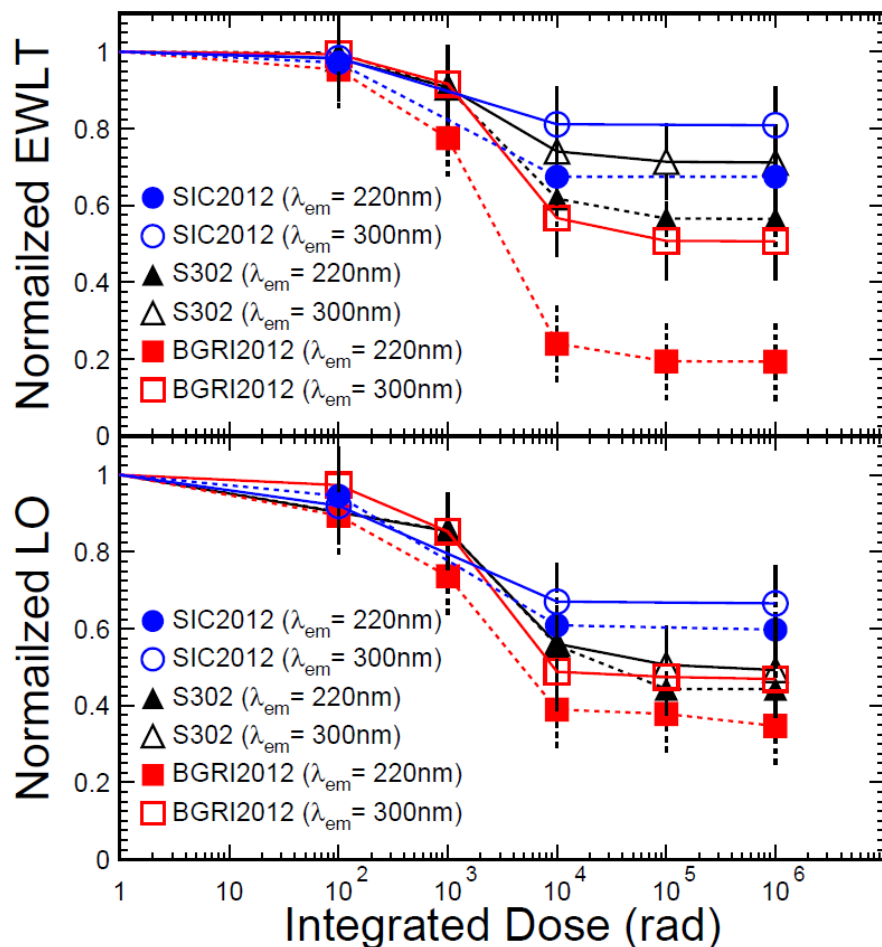 Normailzed EWLT
1
0.8
0.6
0.4
0.2
0
SIC2012 (λem= 220nm)
SIC2012 (λem= 300nm)
S302 (λem= 220nm)
S302 (λem= 300nm)
BGRI2012 (λem= 220nm)
BGRI2012 (λem= 300nm)
Normailzed LO
1
0.8
0.6
0.4
0.2
0
SIC2012 (λem= 220nm)
SIC2012 (λem= 300nm)
S302 (λem= 220nm)
S302 (λem= 300nm)
BGRI2012 (λem= 220nm)
BGRI2012 (λem= 300nm)
1 10 10² 10³ 10⁴ 10⁵ 10⁶
Integrated Dose (rad)